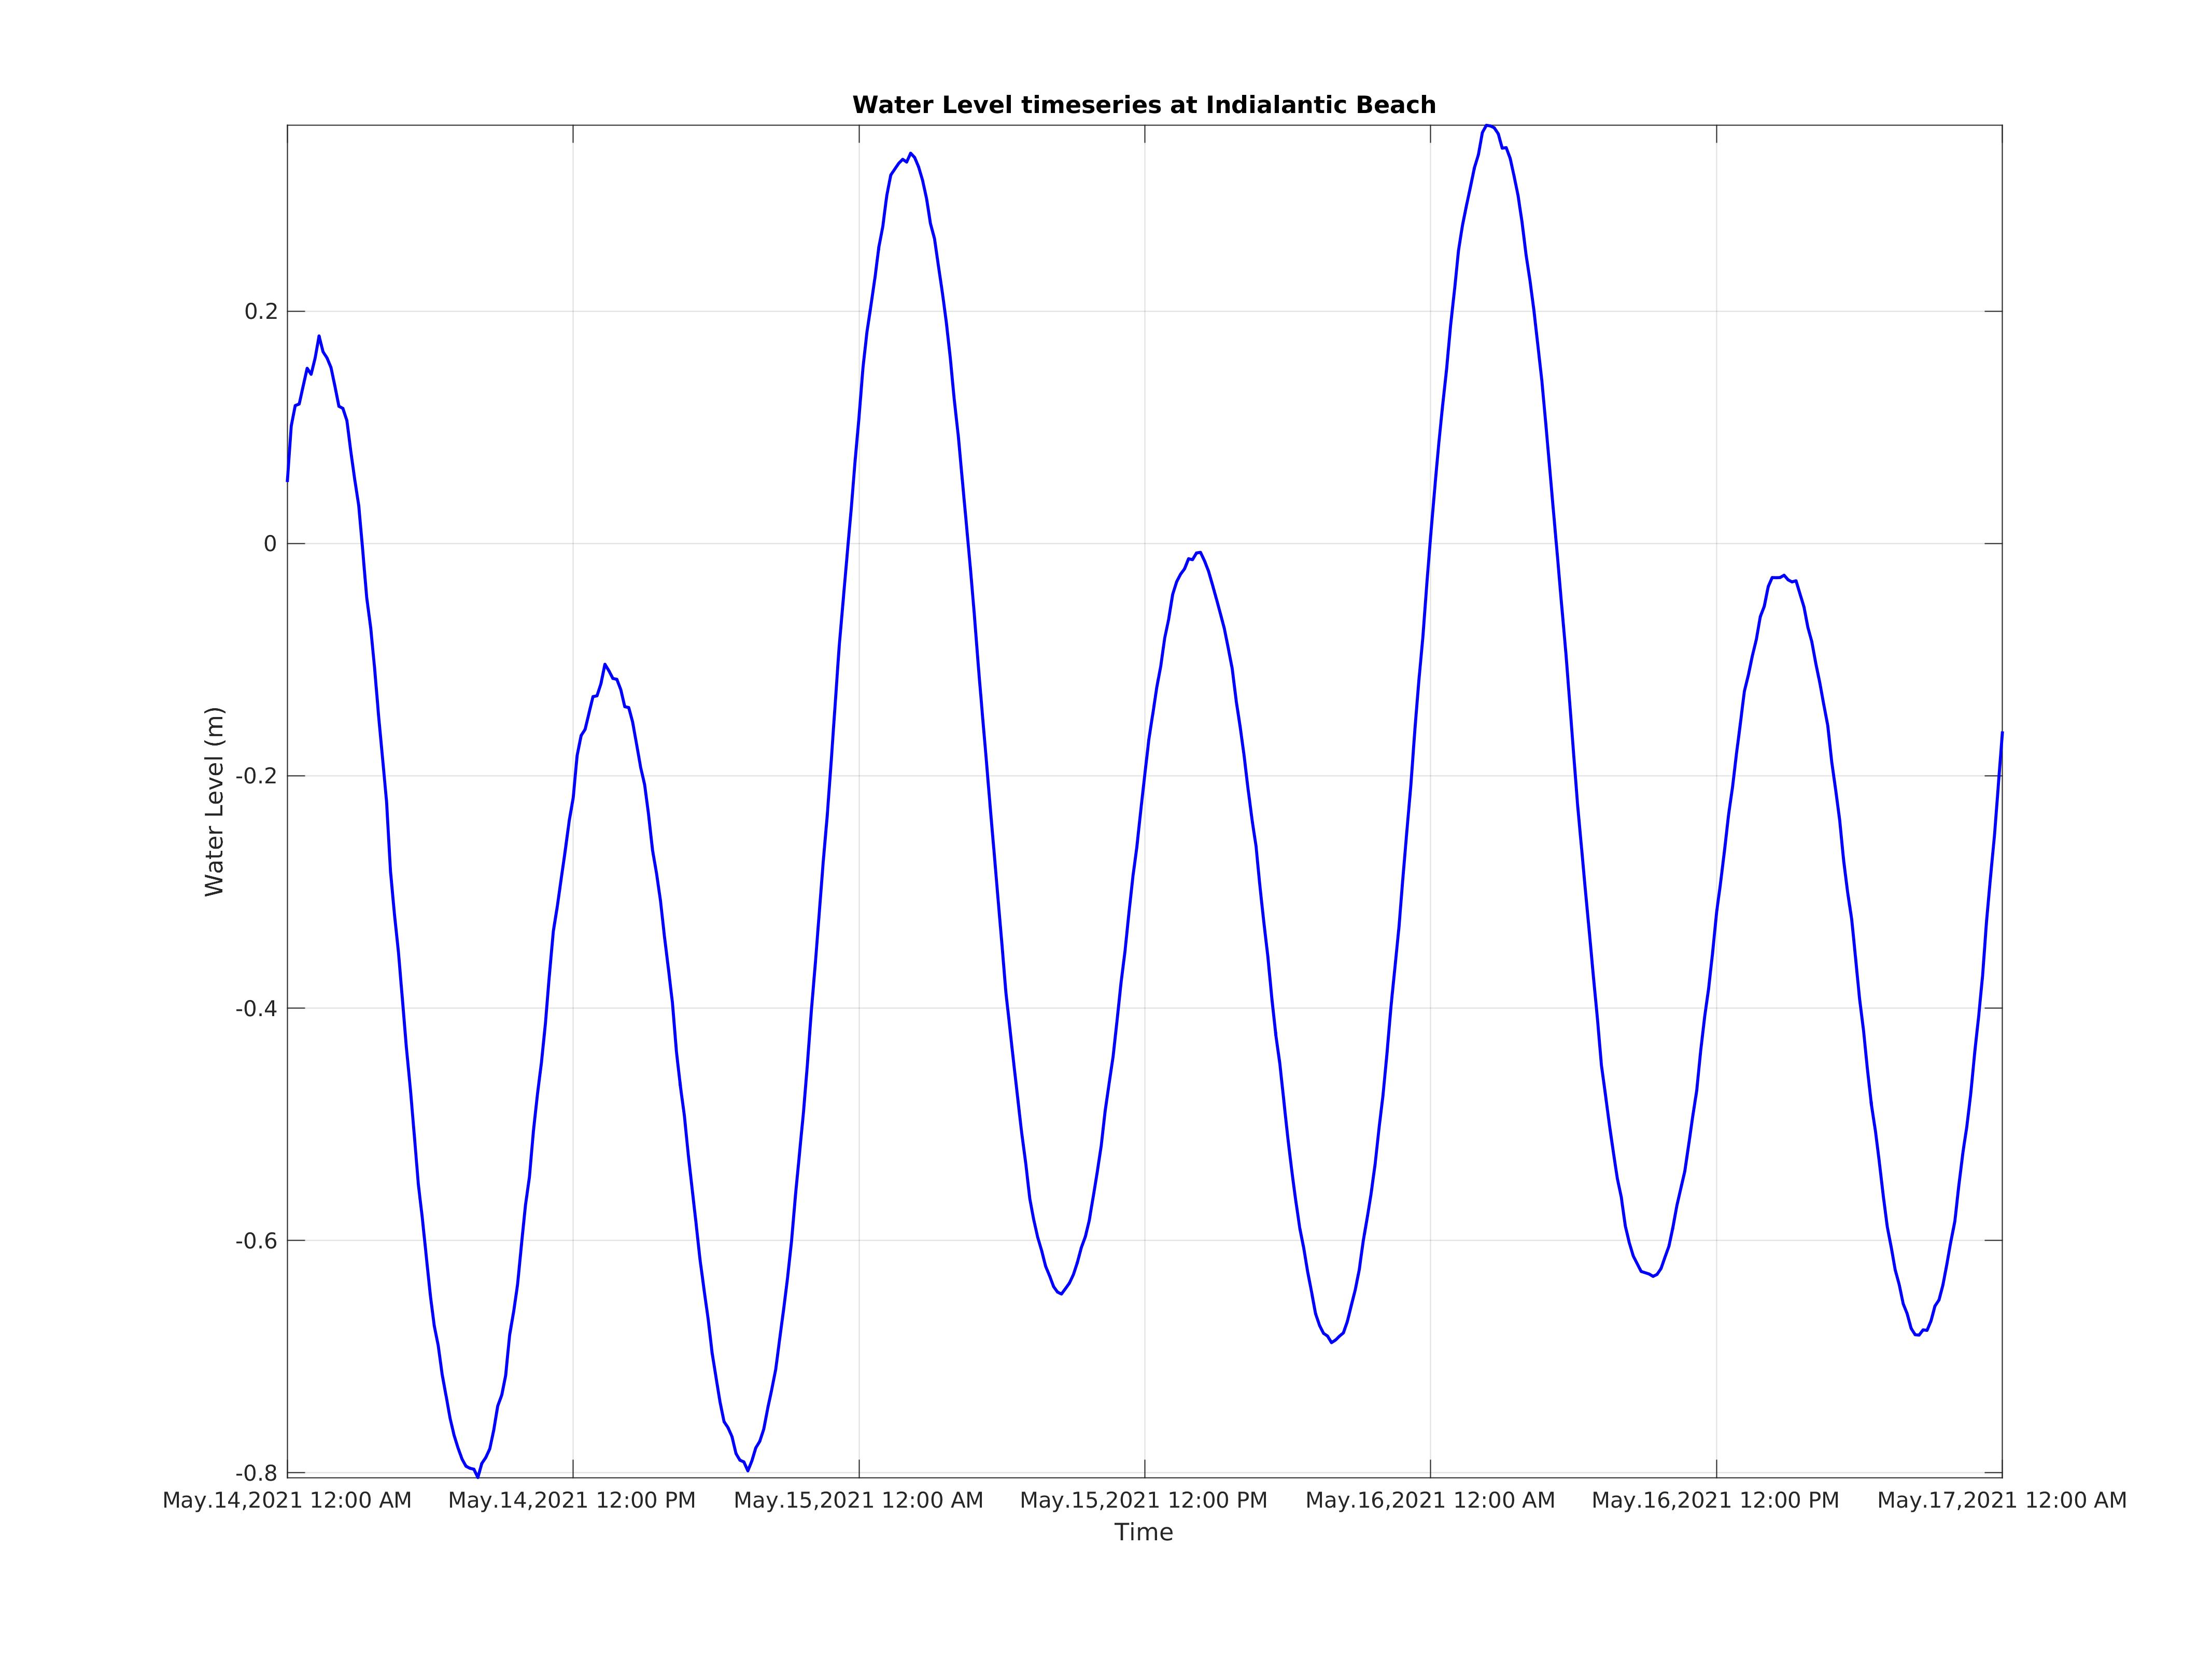 Water Level timeseries at Indialantic Beach
0.2
0
-0.2
-0.4
-0.6
-0.8
Water Level (m)
May.14,2021 12:00 AM May.14,2021 12:00 PM May.15,2021 12:00 AM May.15,2021 12:00 PM May.16,2021 12:00 AM May.16,2021 12:00 PM May.17,2021 12:00 AM
Time